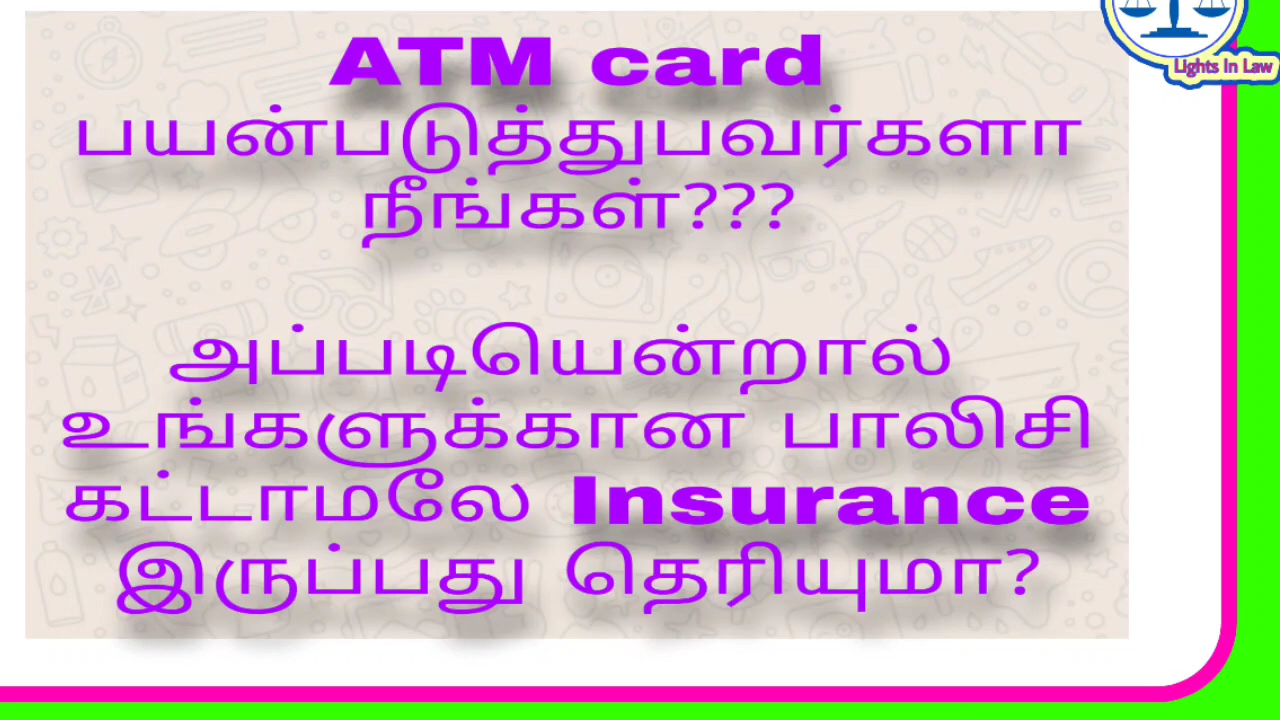 Lights In Law
ATM card
பயன்படுத்துபவர்களா
நீங்கள்???
அப்படியென்றால்
உங்களுக்கான பாலிசி
கட்டாமலே Insurance
இருப்பது தெரியுமா?